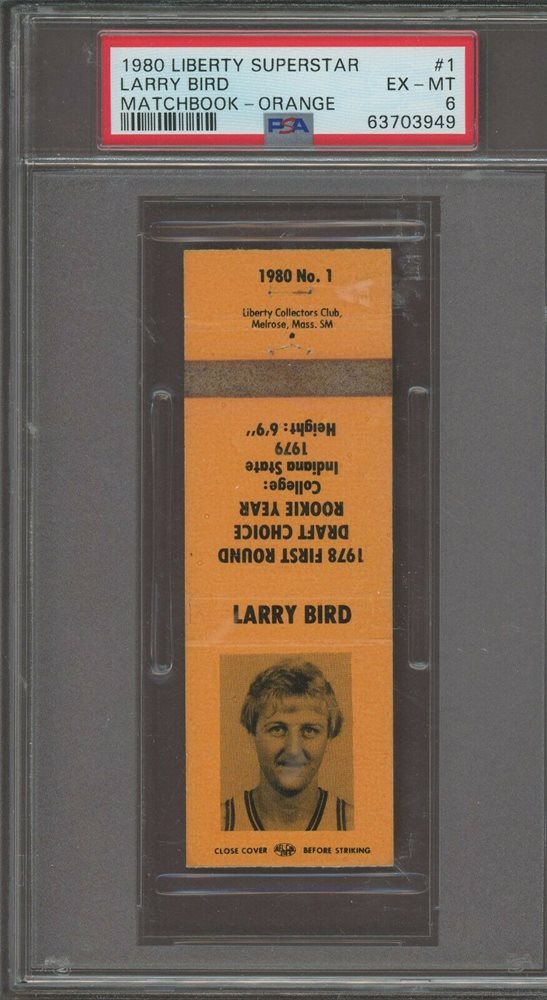 1980 LIBERTY SUPERSTAR #1
LARRY BIRD EX - MT
MATCHBOOK - ORANGE 6
PSA 63703949
1980 No. 1
Liberty Collectors Club,
Melrose, Mass. SM
1978 FIRST ROUND
DRAFT CHOICE
ROOKIE YEAR
College:
Indiana State
1979
Height: 6'9"
LARRY BIRD
CLOSE COVER BEFORE STRIKING